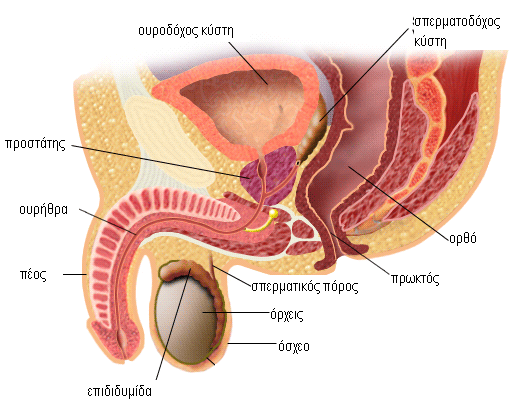 σπερματοδόχος
κύστη
ουροδόχος κύστη
προστάτης
ουρήθρα
ορθό
πέος
πρωκτός
σπερματικός πόρος
όρχεις
όσχεο
επιδιδυμίδα